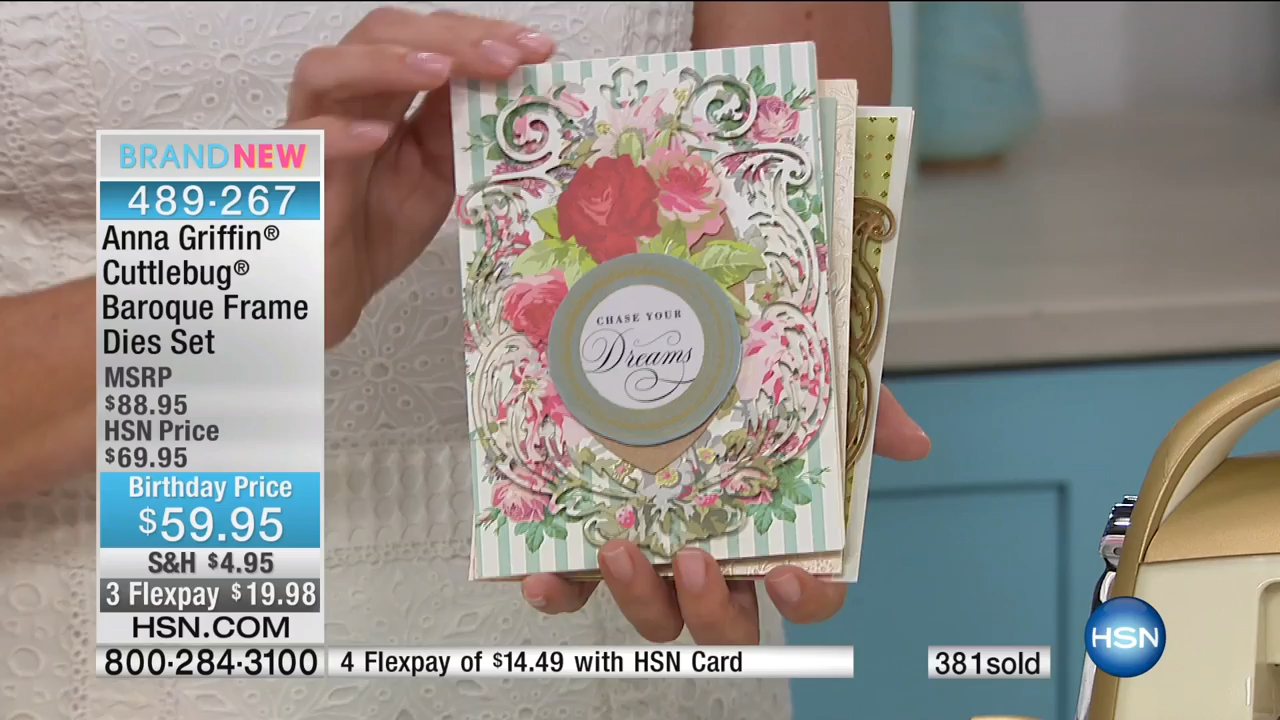 BRANDNEW
489·267
Anna Griffin®
Cuttlebug®
Baroque Frame
Dies Set
MSRP
$88.95
HSN Price
$69.95
Birthday Price
$59.95
S&H $4.95
3 Flexpay $19.98
HSN.COM
800·284·3100
4 Flexpay of $14.49 with HSN Card
381sold
HSN
CHASE YOUR
Dreams